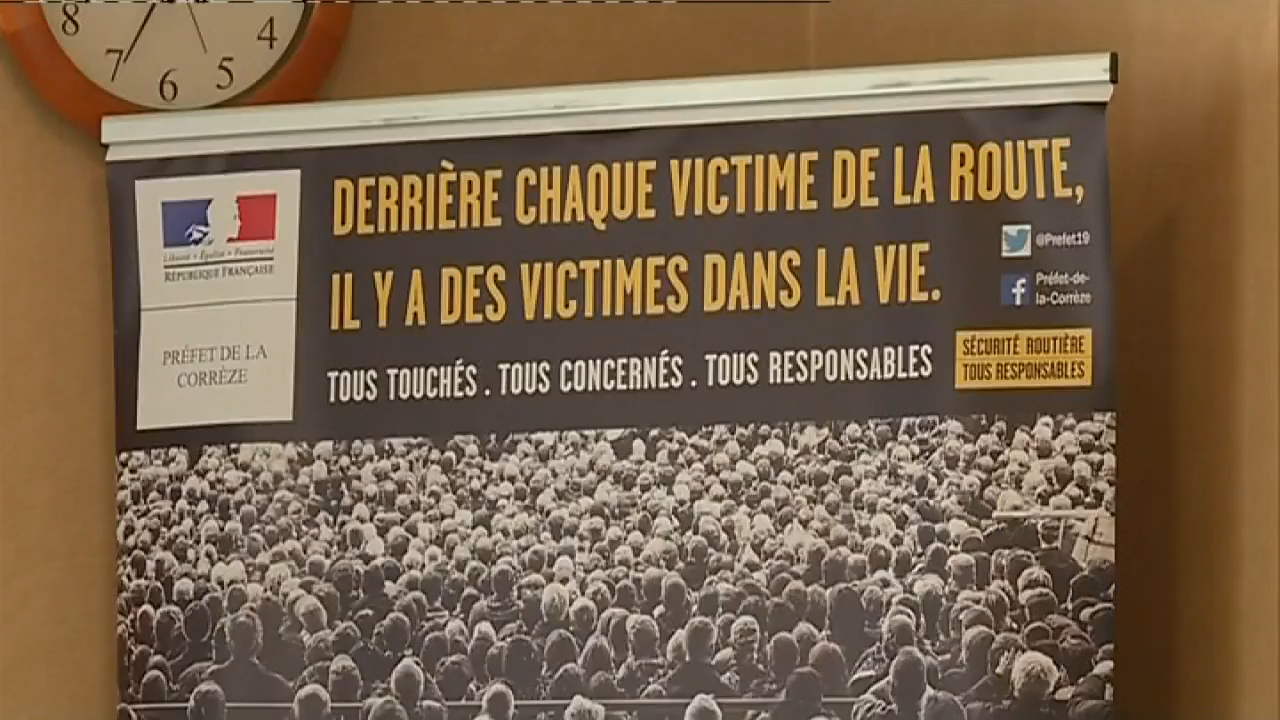 8
7
6
5
4
DERRIÈRE CHAQUE VICTIME DE LA ROUTE,
IL Y A DES VICTIMES DANS LA VIE.
TOUS TOUCHÉS . TOUS CONCERNÉS . TOUS RESPONSABLES
Liberté • Égalité • Fraternité
RÉPUBLIQUE FRANÇAISE
PRÉFET DE LA
CORRÈZE
@Prefet19
Préfet-de-
la-Corrèze
SÉCURITÉ ROUTIÈRE
TOUS RESPONSABLES